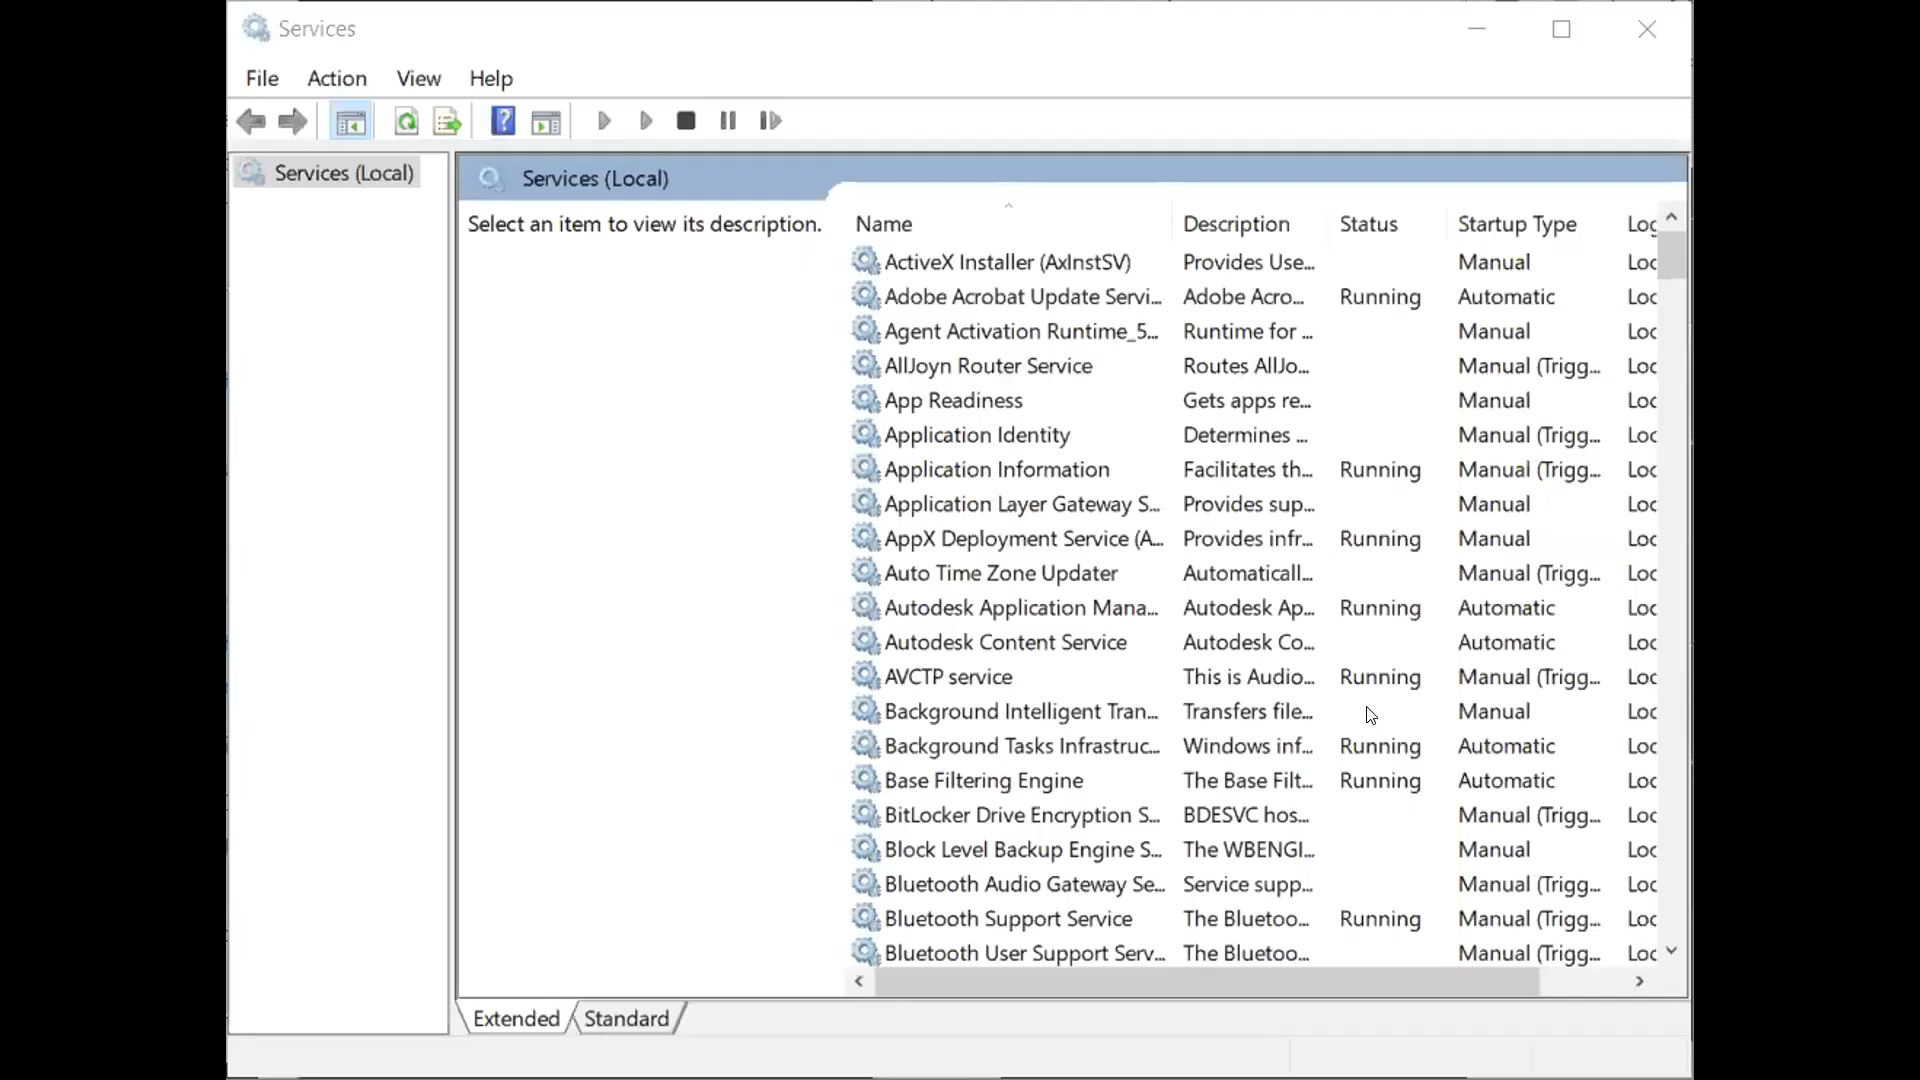 Services
File Action View Help
Services (Local)
Services (Local)
Select an item to view its description.
Name Description Status Startup Type Log
ActiveX Installer (AxInstSV) Provides Use... Manual Loc
Adobe Acrobat Update Servi... Adobe Acro... Running Automatic Loc
Agent Activation Runtime_5... Runtime for ... Manual Loc
AllJoyn Router Service Routes AllJo... Manual (Trigg... Loc
App Readiness Gets apps re... Manual Loc
Application Identity Determines ... Manual (Trigg... Loc
Application Information Facilitates th... Running Manual (Trigg... Loc
Application Layer Gateway S... Provides sup... Manual Loc
AppX Deployment Service (A... Provides infr... Running Manual Loc
Auto Time Zone Updater Automaticall... Manual (Trigg... Loc
Autodesk Application Mana... Autodesk Ap... Running Automatic Loc
Autodesk Content Service Autodesk Co... Automatic Loc
AVCTP service This is Audio... Running Manual (Trigg... Loc
Background Intelligent Tran... Transfers file... Manual Loc
Background Tasks Infrastruc... Windows inf... Running Automatic Loc
Base Filtering Engine The Base Filt... Running Automatic Loc
BitLocker Drive Encryption S... BDESVC hos... Manual (Trigg... Loc
Block Level Backup Engine S... The WBENGI... Manual Loc
Bluetooth Audio Gateway Se... Service supp... Manual (Trigg... Loc
Bluetooth Support Service The Bluetoo... Running Manual (Trigg... Loc
Bluetooth User Support Serv... The Bluetoo... Manual (Trigg... Loc
Extended Standard